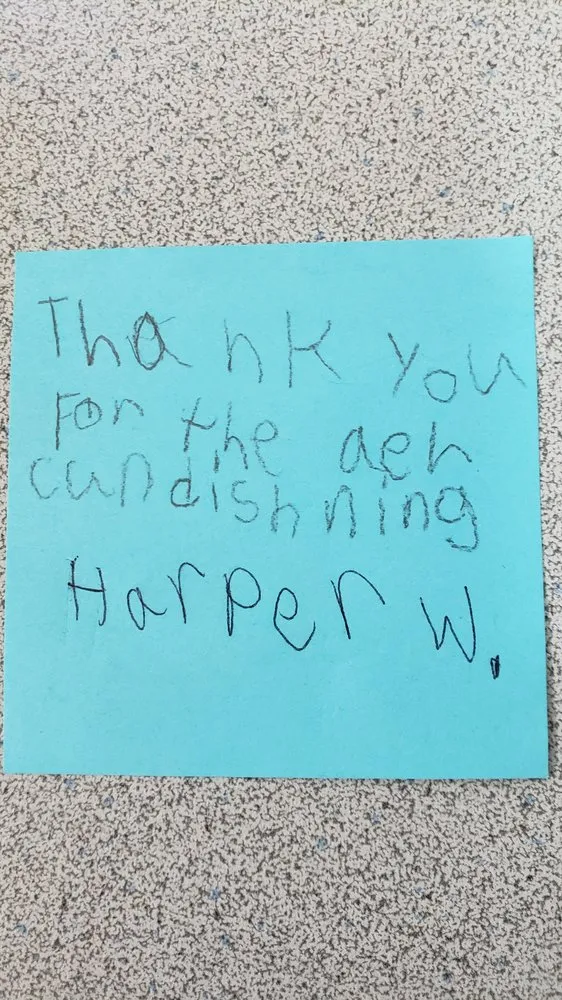 Thank you
For the aer
cundishning
Harper W.